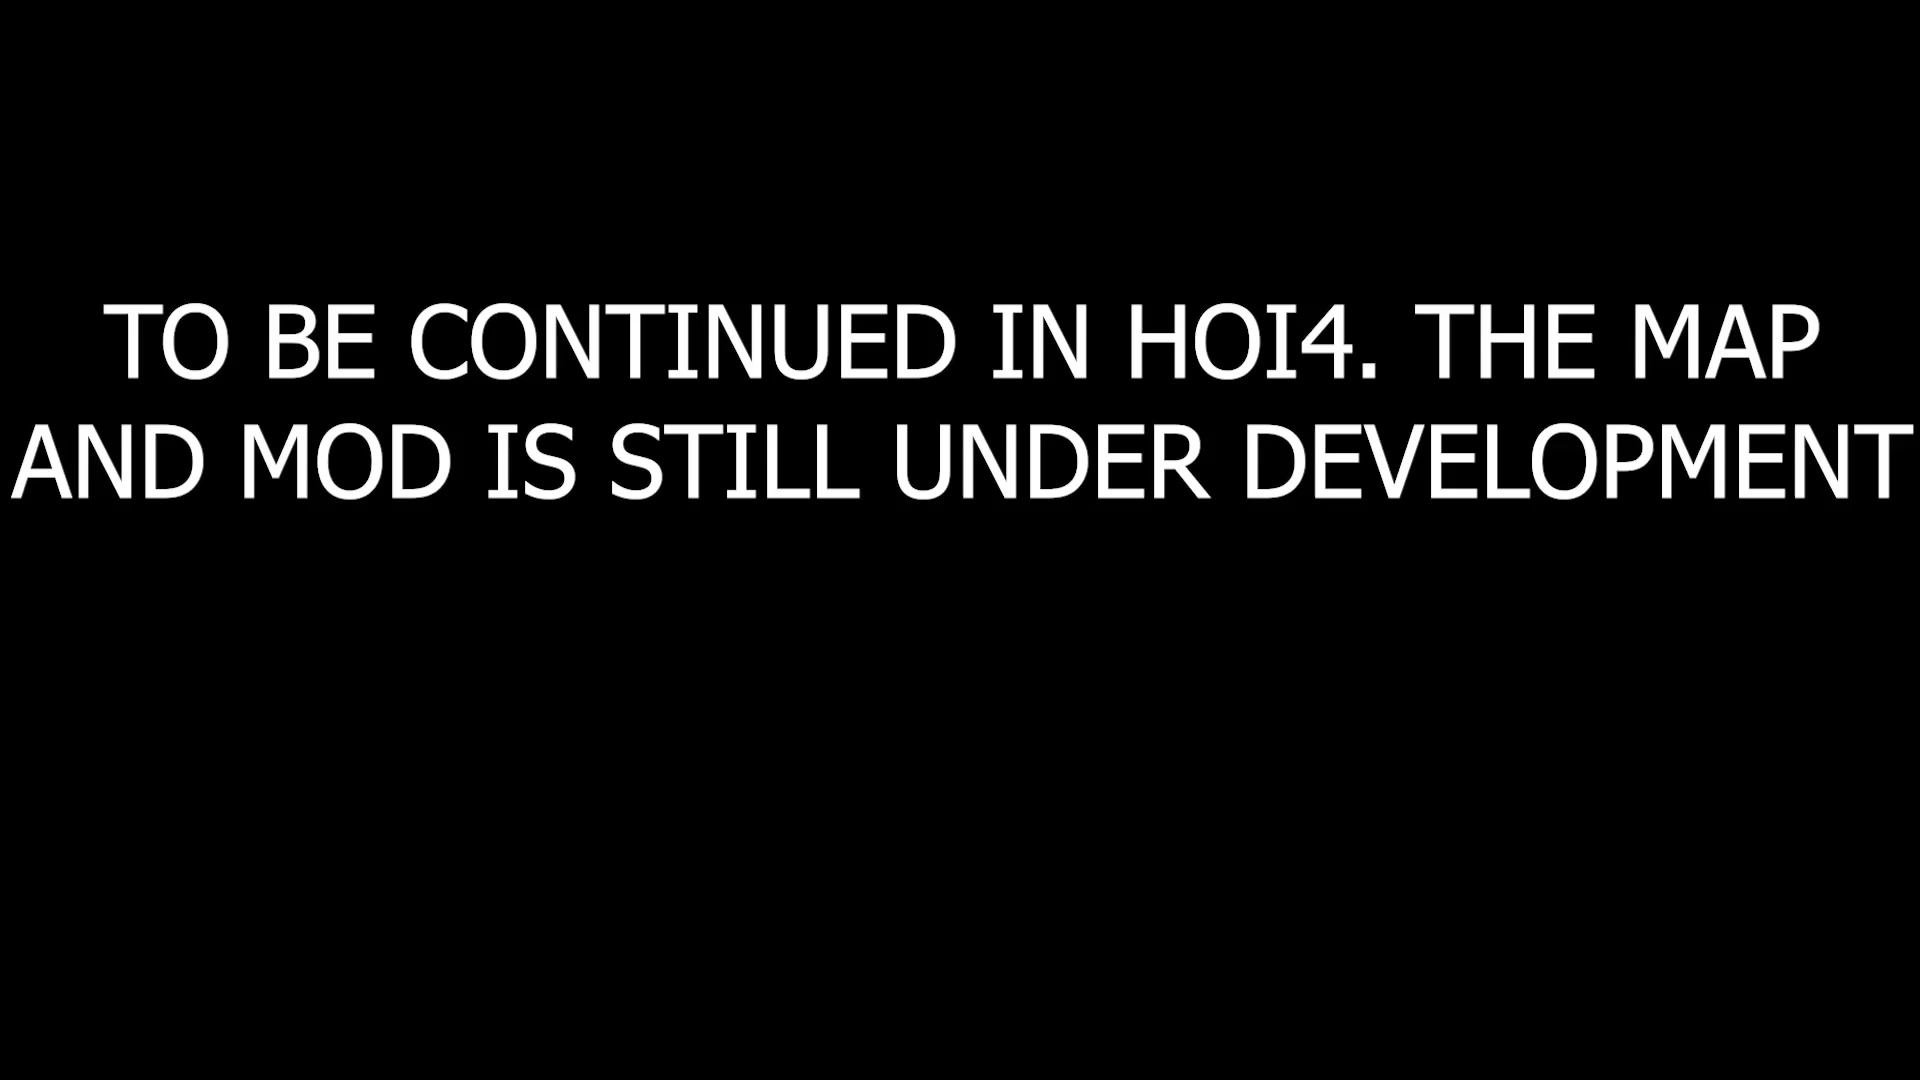 TO BE CONTINUED IN HOI4. THE MAP
AND MOD IS STILL UNDER DEVELOPMENT